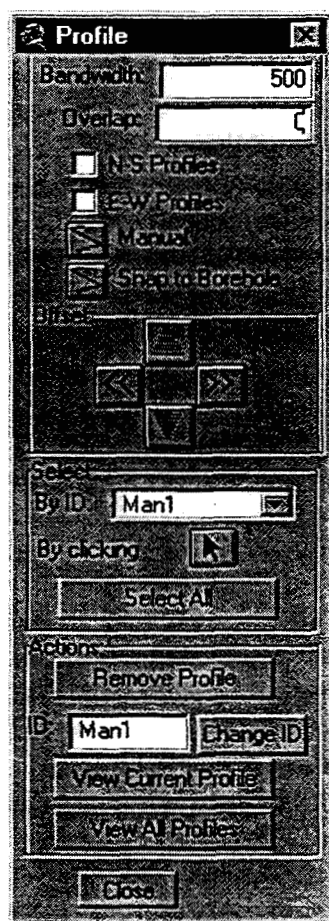 Profile
Bandwidth: 500
Overlap:
N-S Profiles
E-W Profiles
Manual
Snap to Borehole
Offset
<< >>
Select
By ID: Man1
By clicking
Select All
Actions
Remove Profile
ID: Man1 Change ID
View Current Profile
View All Profiles
Close